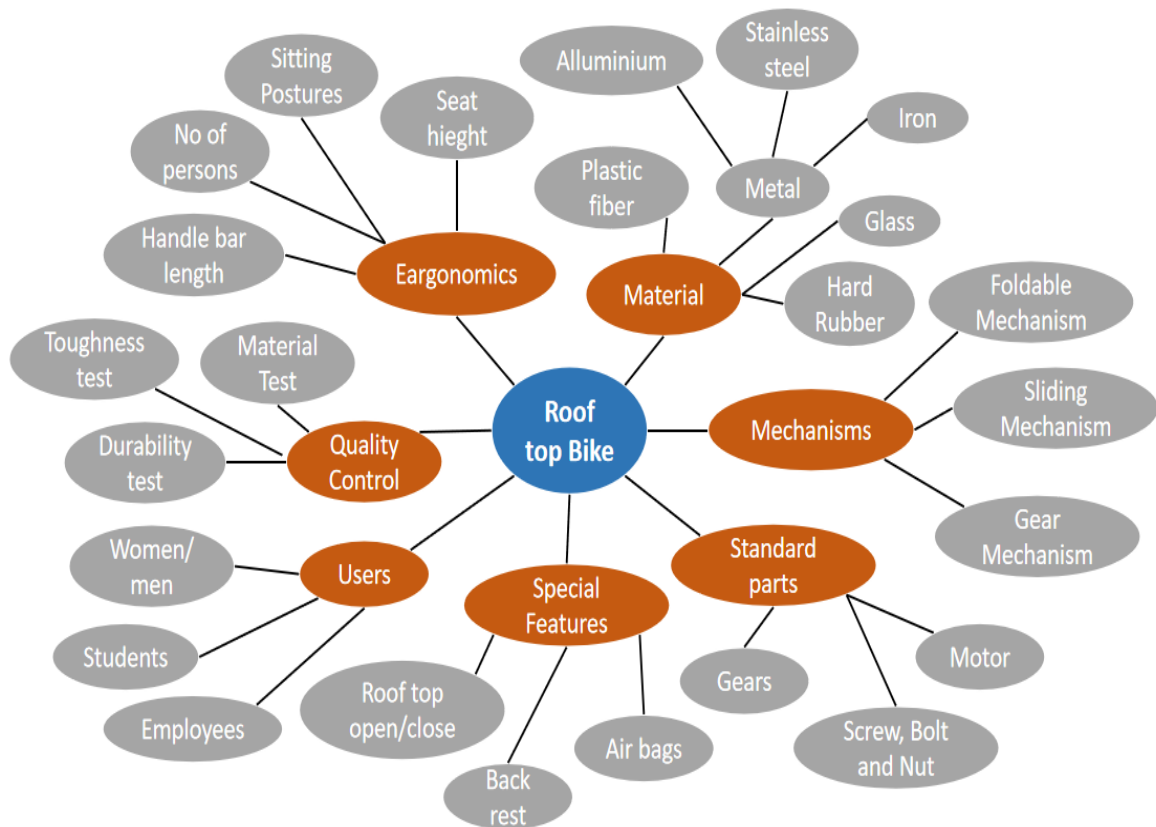 Sitting
Postures
Seat
hieght
No of
persons
Handle bar
length
Eargonomics
Alluminium
Stainless
steel
Iron
Plastic
fiber
Metal
Glass
Material
Hard
Rubber
Foldable
Mechanism
Sliding
Mechanism
Mechanisms
Gear
Mechanism
Roof
top Bike
Toughness
test
Material
Test
Durability
test
Quality
Control
Women/
men
Users
Students
Employees
Special
Features
Roof top
open/close
Back
rest
Air bags
Standard
parts
Gears
Motor
Screw, Bolt
and Nut